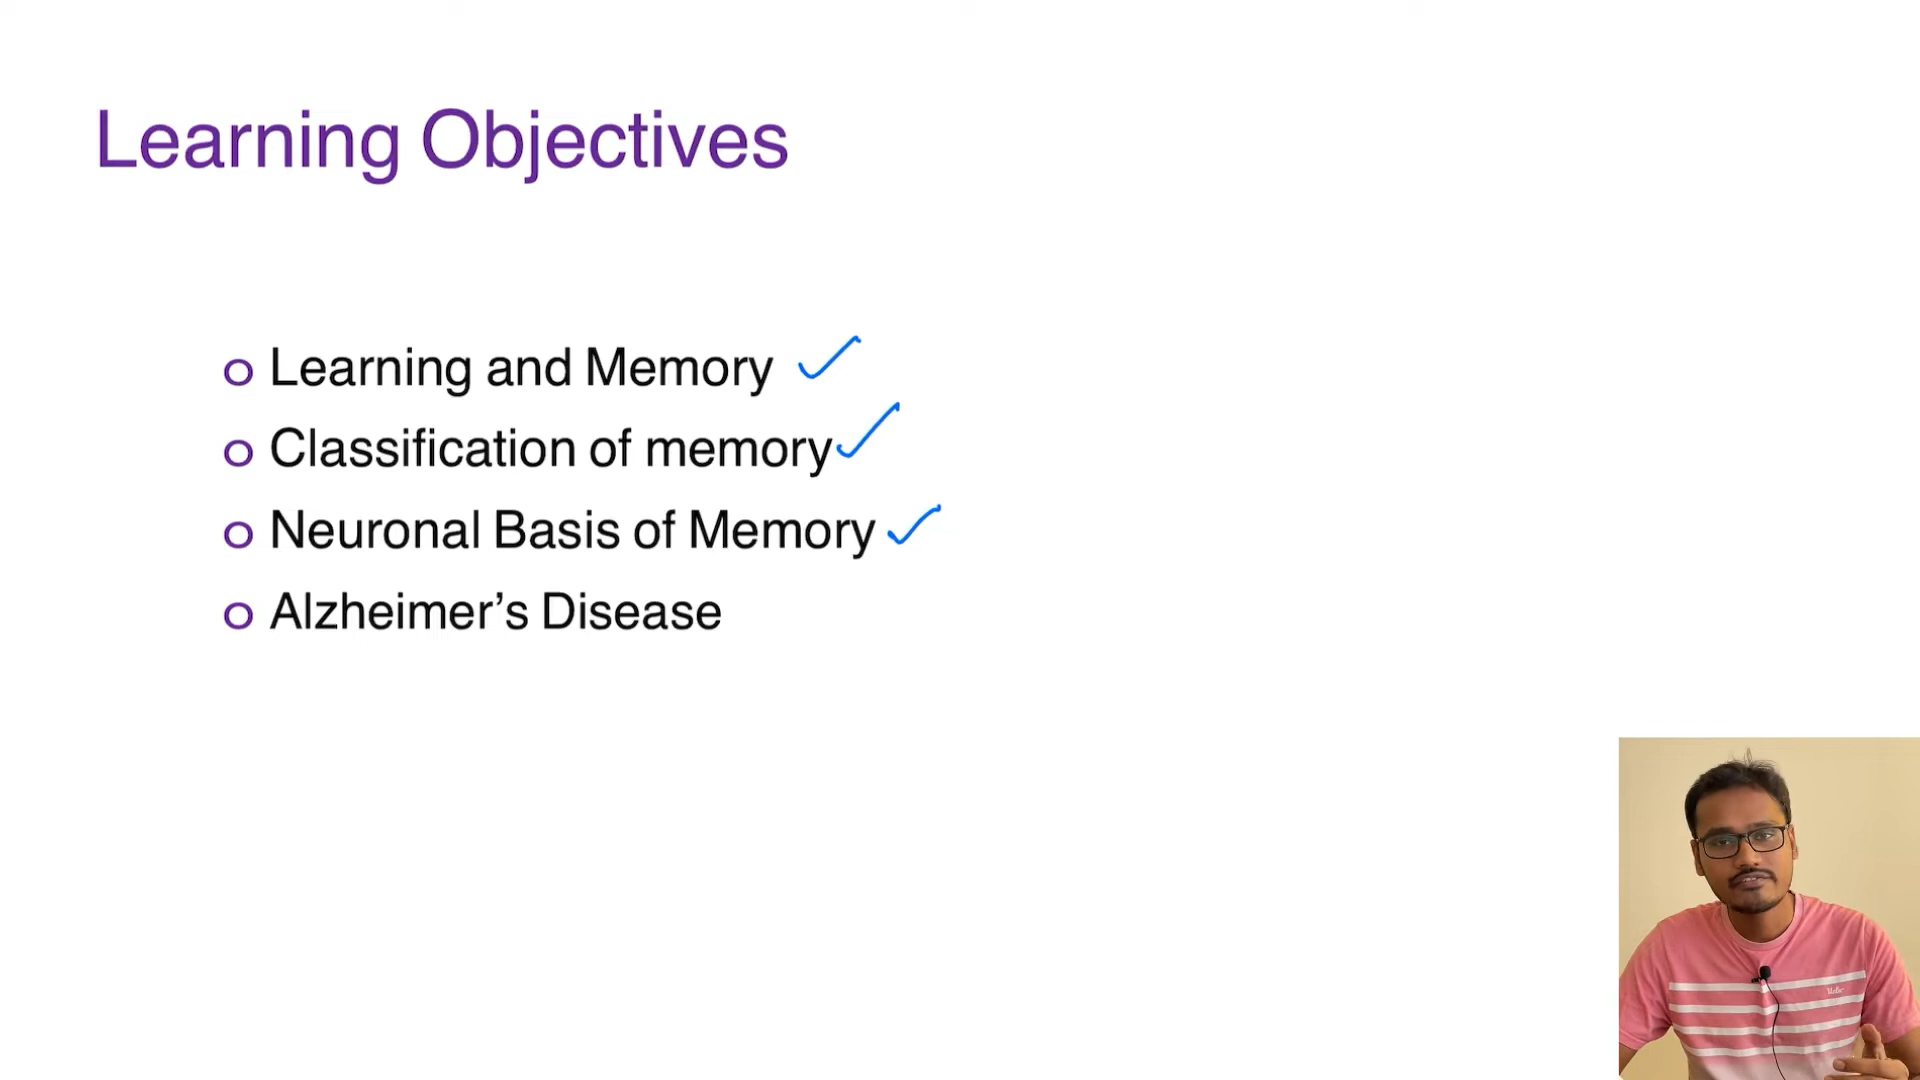 Learning Objectives
o Learning and Memory
o Classification of memory
o Neuronal Basis of Memory
o Alzheimer’s Disease